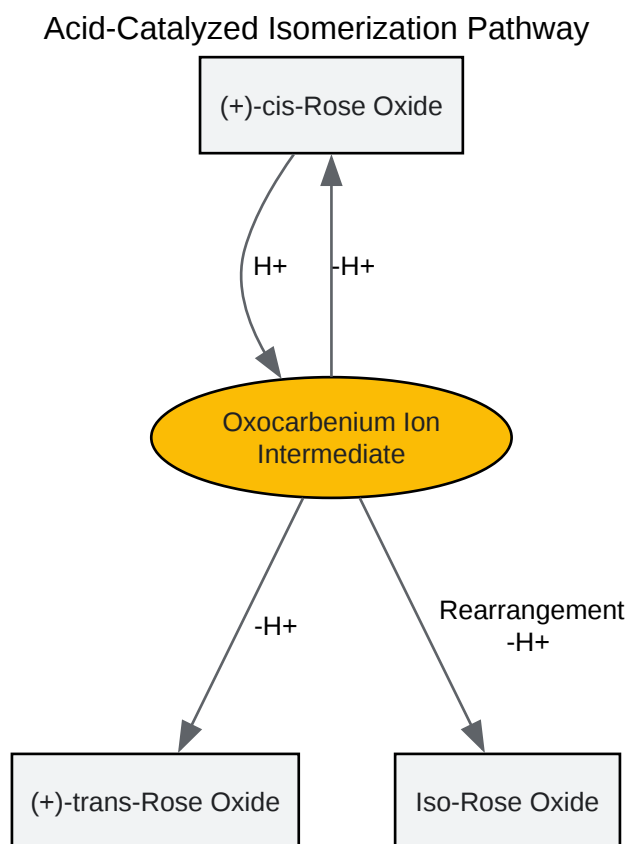 Acid-Catalyzed Isomerization Pathway
(+)-cis-Rose Oxide
H+
-H+
Oxocarbenium Ion
Intermediate
-H+
Rearrangement
-H+
(+)-trans-Rose Oxide
Iso-Rose Oxide